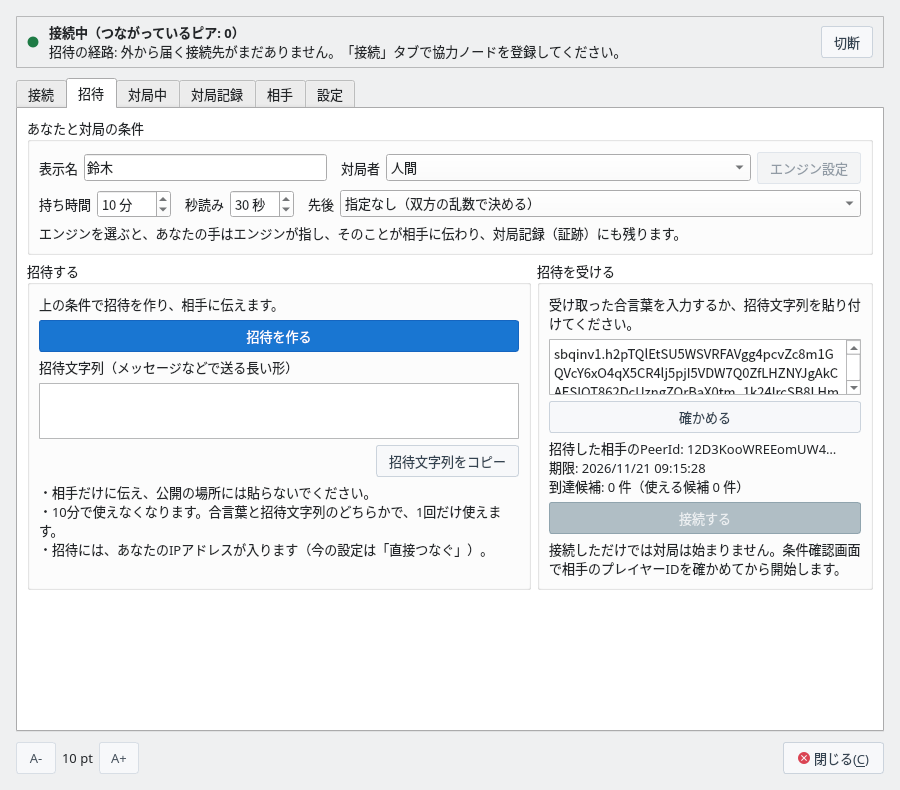 接続中（つながっているピア: 0）
招待の経路: 外から届く接続先がまだありません。「接続」タブで協力ノードを登録してください。
切断
接続 招待 対局中 対局記録 相手 設定
あなたと対局の条件
表示名 鈴木 対局者 人間 エンジン設定
持ち時間 10 分 秒読み 30 秒 先後 指定なし（双方の乱数で決める）
エンジンを選ぶと、あなたの手はエンジンが指し、そのことが相手に伝わり、対局記録（証跡）にも残ります。
招待する
上の条件で招待を作り、相手に伝えます。
招待を作る
招待文字列（メッセージなどで送る長い形）
招待文字列をコピー
・相手だけに伝え、公開の場所には貼らないでください。
・10分で使えなくなります。合言葉と招待文字列のどちらかで、1回だけ使えま
す。
・招待には、あなたのIPアドレスが入ります（今の設定は「直接つなぐ」）。
招待を受ける
受け取った合言葉を入力するか、招待文字列を貼り付
けてください。
sbqinv1.h2pTQlEtSU5WSVRFAVgg4pcvZc8m1G
QVcY6xO4qX5CR4lj5pjI5VDW7Q0ZfLHZNYJgAkC
確かめる
招待した相手のPeerId: 12D3KooWREEomUW4…
期限: 2026/11/21 09:15:28
到達候補: 0 件（使える候補 0 件）
接続する
接続しただけでは対局は始まりません。条件確認画面
で相手のプレイヤーIDを確かめてから開始します。
A- 10 pt A+
閉じる(C)